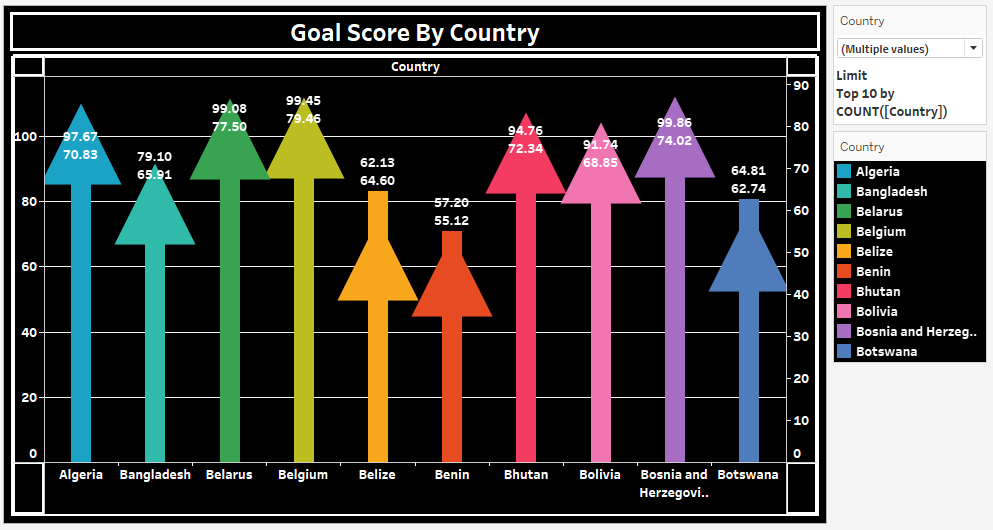 Goal Score By Country
Country
100
80
60
40
20
0
90
80
70
60
50
40
30
20
10
0
97.67
70.83
79.10
65.91
99.08
77.50
99.45
79.46
62.13
64.60
57.20
55.12
94.76
72.34
91.74
68.85
99.86
74.02
64.81
62.74
Algeria
Bangladesh
Belarus
Belgium
Belize
Benin
Bhutan
Bolivia
Bosnia and
Herzegovi..
Botswana
Country
(Multiple values)
Limit
Top 10 by
COUNT([Country])
Country
Algeria
Bangladesh
Belarus
Belgium
Belize
Benin
Bhutan
Bolivia
Bosnia and Herzeg..
Botswana